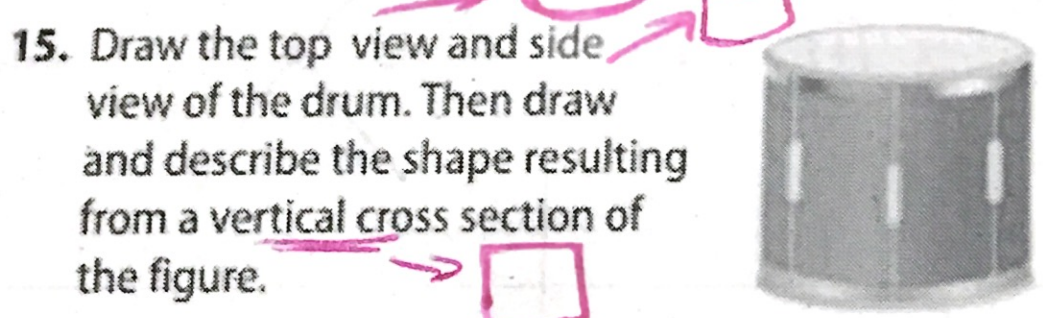 15. Draw the top view and side
view of the drum. Then draw
and describe the shape resulting
from a vertical cross section of
the figure.